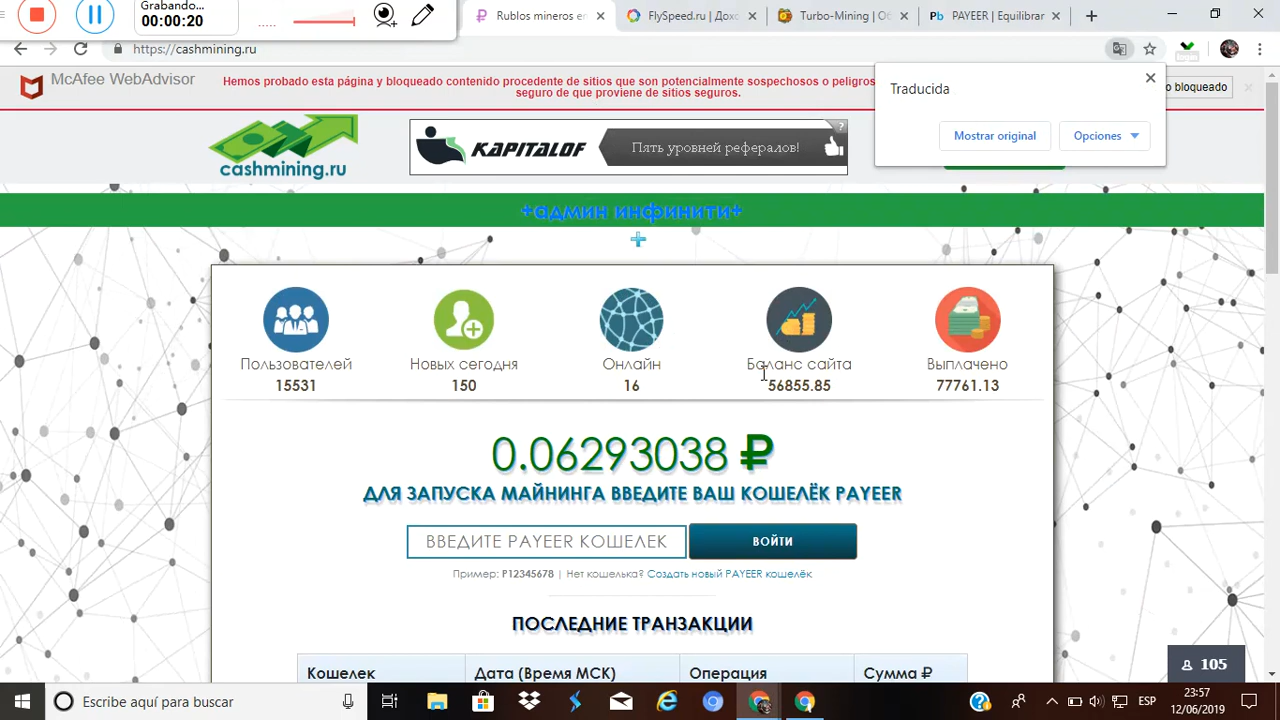 Grabando...
00:00:20
Rublos mineros en
FlySpeed.ru | Дохо
Turbo-Mining | Об
PAYEER | Equilibrar
https://cashmining.ru
McAfee WebAdvisor
Hemos probado esta página y bloqueado contenido procedente de sitios que son potencialmente sospechosos o peligros
seguro de que proviene de sitios seguros.
o bloqueado
Traducida
Mostrar original
Opciones
cashmining.ru
KAPITALOF
Пять уровней рефералов!
?
+админ инфинити+
Пользователей
15531
Новых сегодня
150
Онлайн
16
Баланс сайта
56855.85
Выплачено
77761.13
0.06293038 ₽
ДЛЯ ЗАПУСКА МАЙНИНГА ВВЕДИТЕ ВАШ КОШЕЛЁК PAYEER
ВВЕДИТЕ PAYEER КОШЕЛЕК
ВОЙТИ
Пример: P12345678 | Нет кошелька? Создать новый PAYEER кошелёк
ПОСЛЕДНИЕ ТРАНЗАКЦИИ
Кошелек Дата (Время МСК) Операция Сумма ₽
105
Escribe aquí para buscar
ESP
23:57
12/06/2019